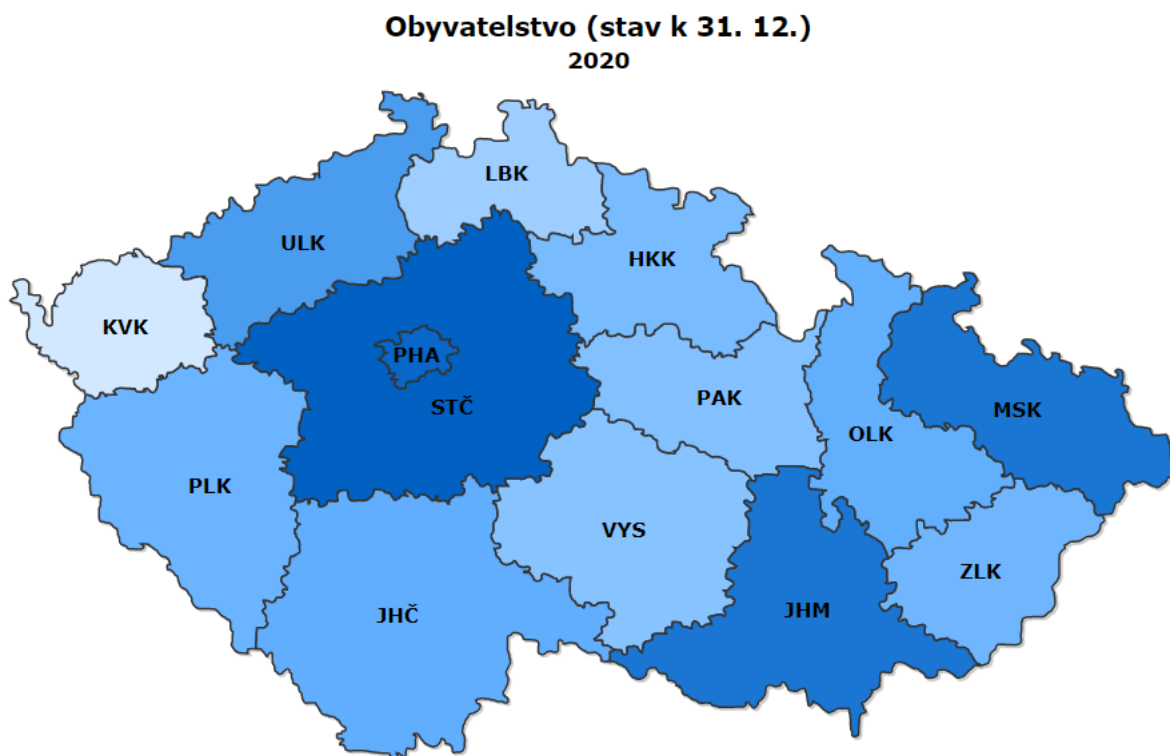 Obyvatelstvo (stav k 31. 12.)
2020
LBK
ULK
HKK
KVK
PHA
STČ
PAK
MSK
OLK
PLK
VYS
ZLK
JHČ
JHM